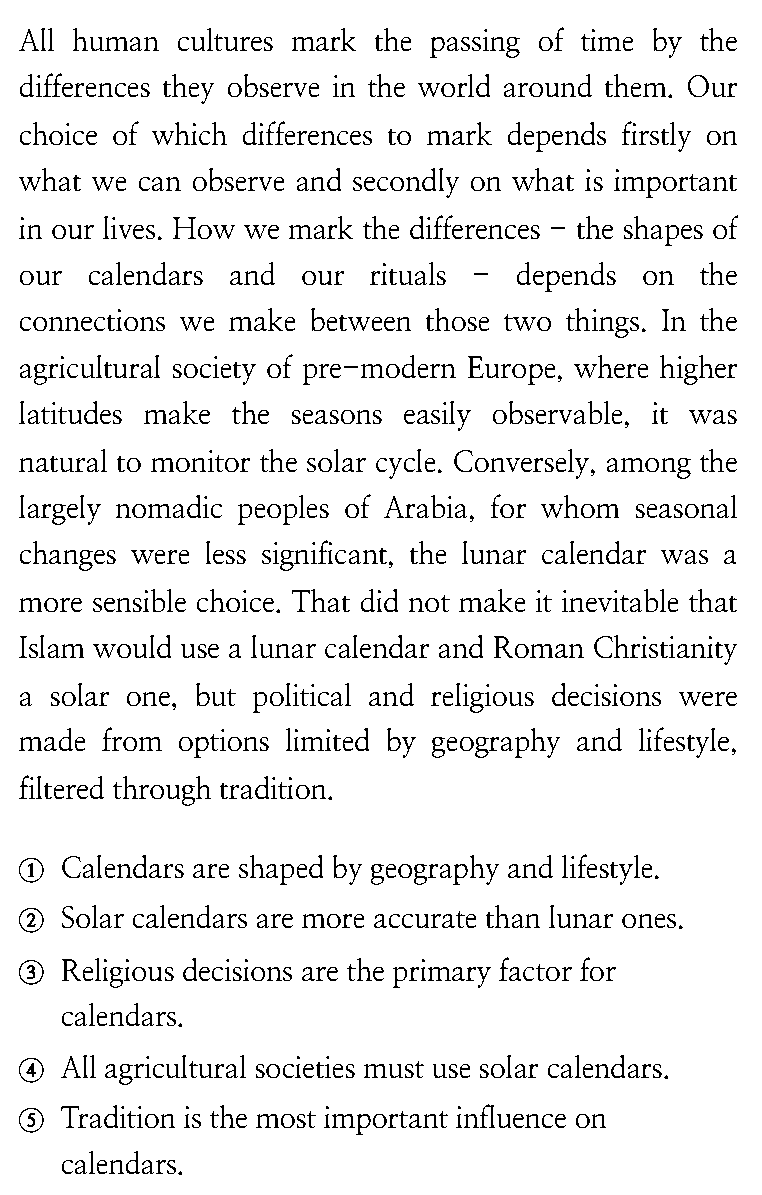 All human cultures mark the passing of time by the
differences they observe in the world around them. Our
choice of which differences to mark depends firstly on
what we can observe and secondly on what is important
in our lives. How we mark the differences - the shapes of
our calendars and our rituals - depends on the
connections we make between those two things. In the
agricultural society of pre-modern Europe, where higher
latitudes make the seasons easily observable, it was
natural to monitor the solar cycle. Conversely, among the
largely nomadic peoples of Arabia, for whom seasonal
changes were less significant, the lunar calendar was a
more sensible choice. That did not make it inevitable that
Islam would use a lunar calendar and Roman Christianity
a solar one, but political and religious decisions were
made from options limited by geography and lifestyle,
filtered through tradition.
① Calendars are shaped by geography and lifestyle.
② Solar calendars are more accurate than lunar ones.
③ Religious decisions are the primary factor for
calendars.
④ All agricultural societies must use solar calendars.
⑤ Tradition is the most important influence on
calendars.